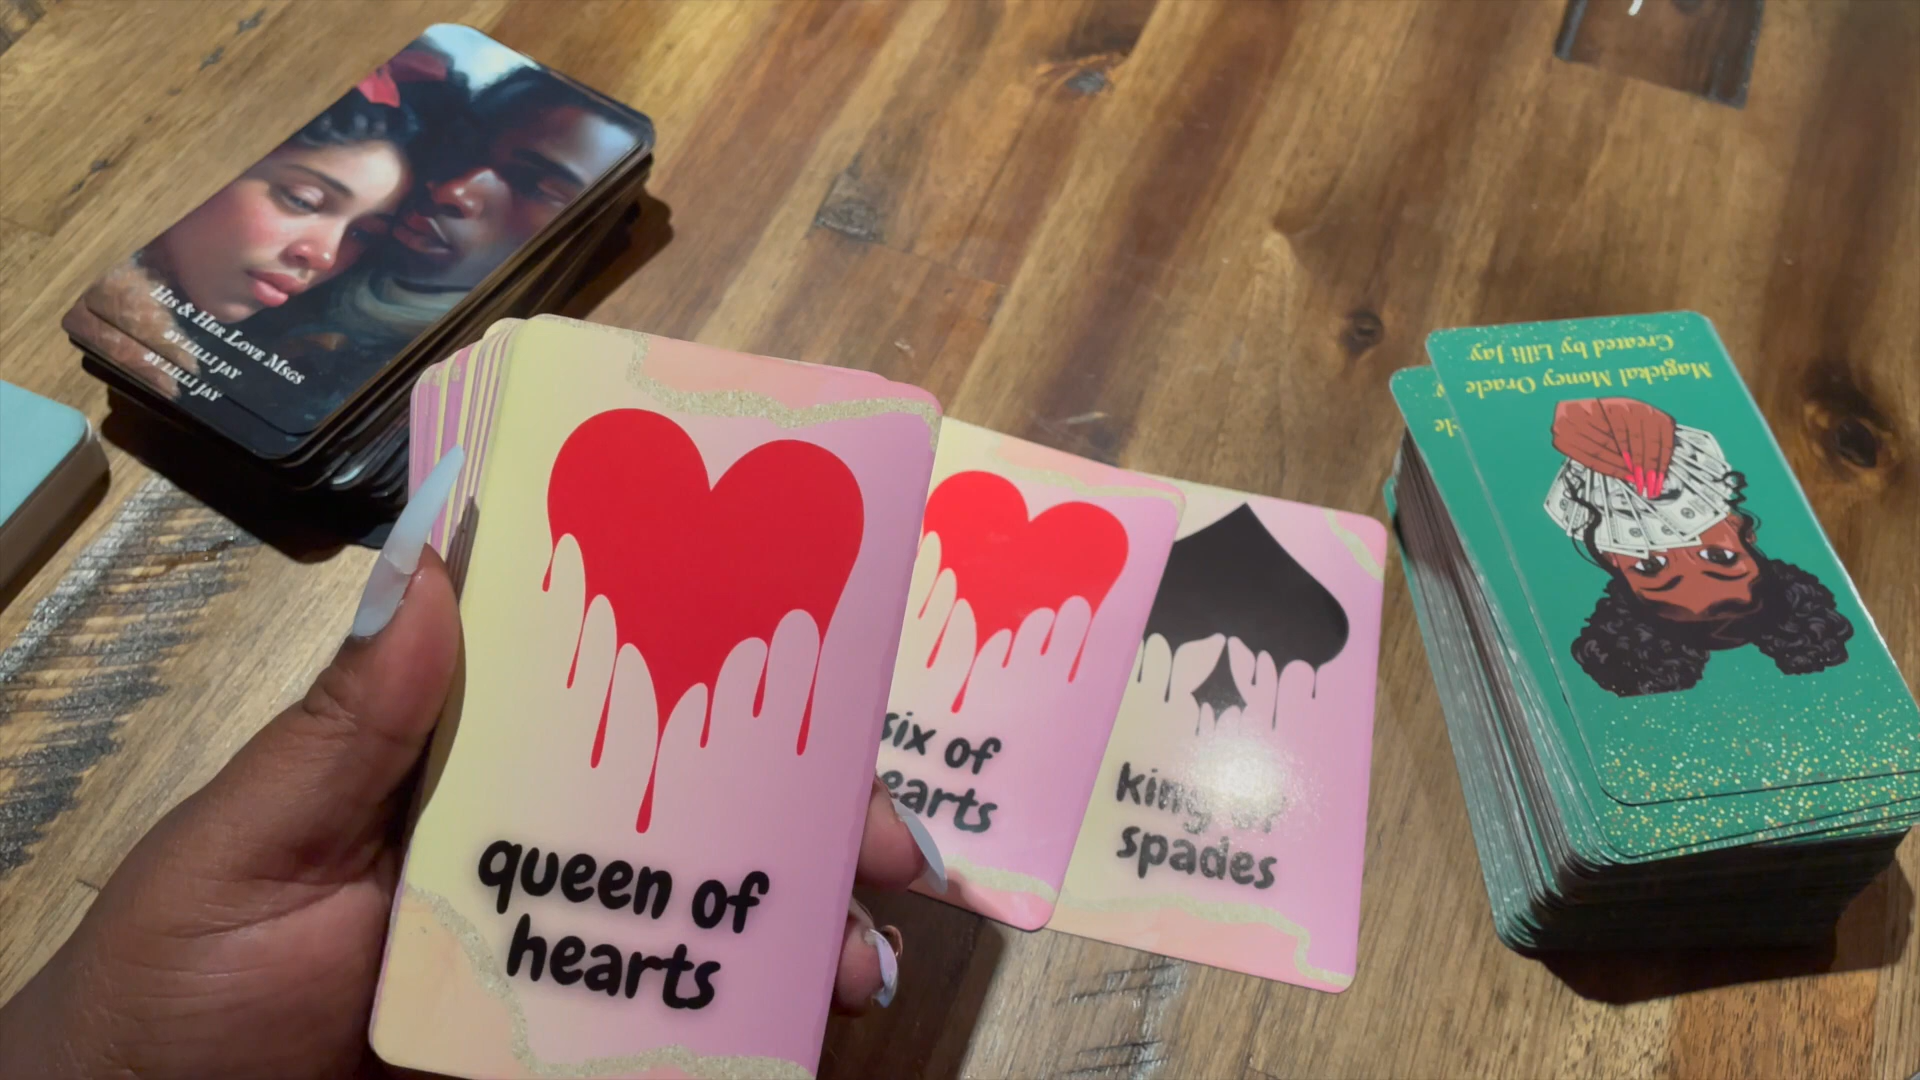 His & Her Love Msgs
by Lilli Jay
by Lilli Jay
queen of
hearts
six of
hearts
king of
spades
Magickal Money Oracle
Created by Lilli Jay